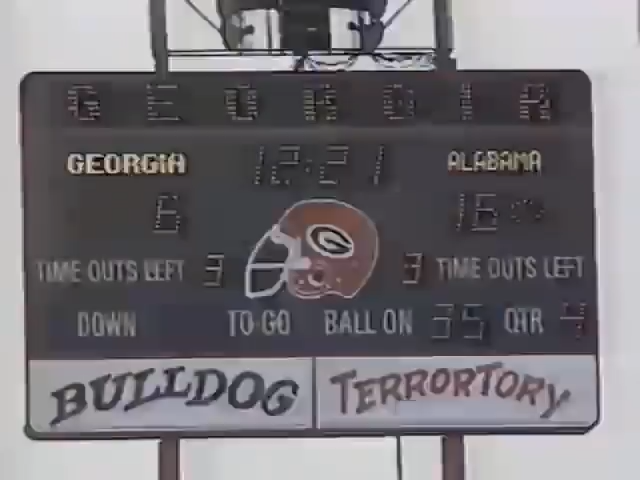 GEORGIA
GEORGIA 12:21 ALABAMA
6 16
TIME OUTS LEFT 3 3 TIME OUTS LEFT
DOWN TO GO BALL ON 35 QTR 4
BULLDOG TERRORTORY